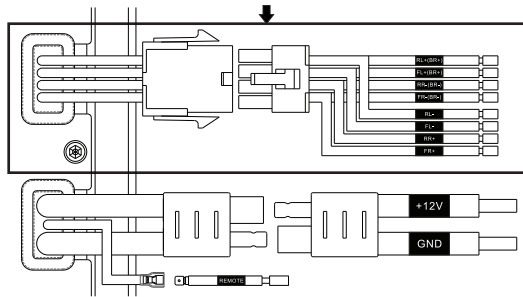 RL+(BR+)
FL+(BR+)
RR-(BR-)
FR-(BR-)
RL-
FL-
RR+
FR+
+12V
GND
REMOTE